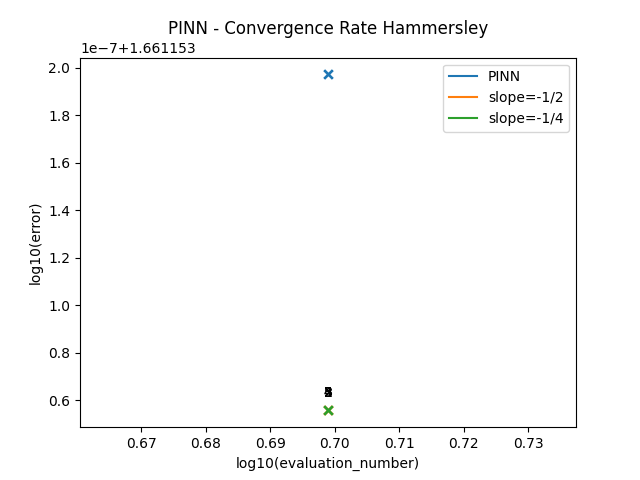 PINN - Convergence Rate Hammersley
1e−7+1.661153
2.0
1.8
1.6
1.4
1.2
1.0
0.8
0.6
log10(error)
PINN
slope=-1/2
slope=-1/4
0.67
0.68
0.69
0.70
0.71
0.72
0.73
log10(evaluation_number)